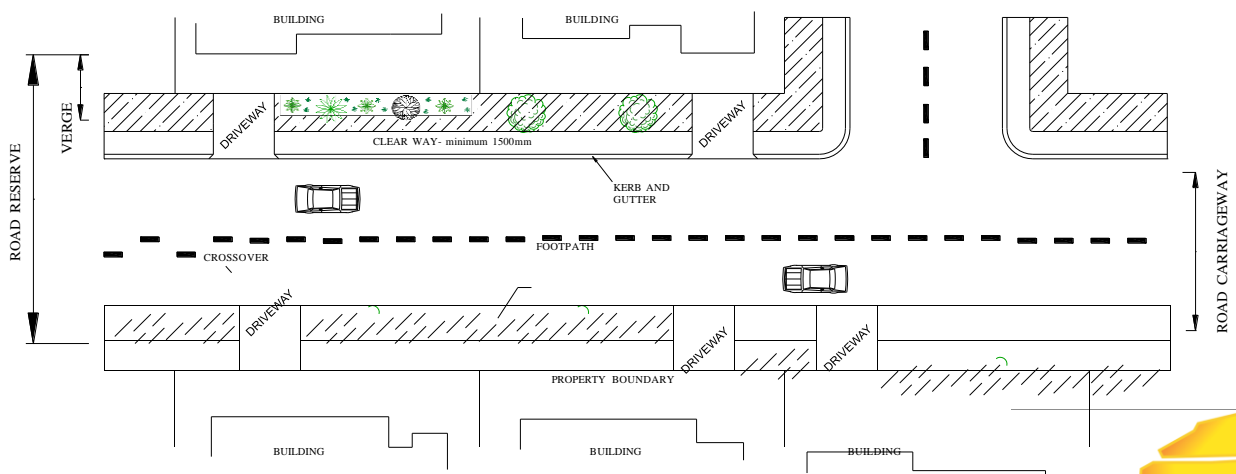 BUILDING
BUILDING
ROAD RESERVE
VERGE
DRIVEWAY
CLEAR WAY- minimum 1500mm
DRIVEWAY
KERB AND
GUTTER
ROAD CARRIAGEWAY
FOOTPATH
CROSSOVER
DRIVEWAY
DRIVEWAY
DRIVEWAY
PROPERTY BOUNDARY
BUILDING
BUILDING
BUILDING